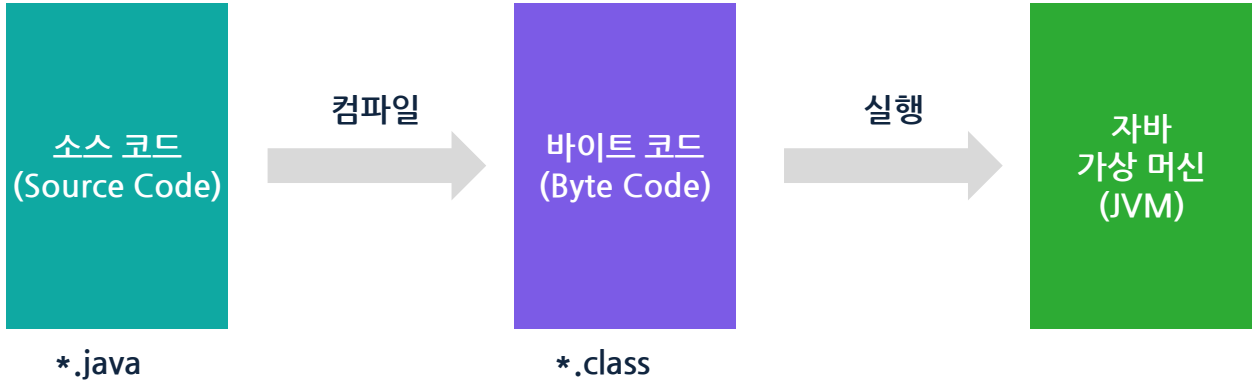 소스 코드
(Source Code)
컴파일
바이트 코드
(Byte Code)
실행
자바
가상 머신
(JVM)
*.java
*.class